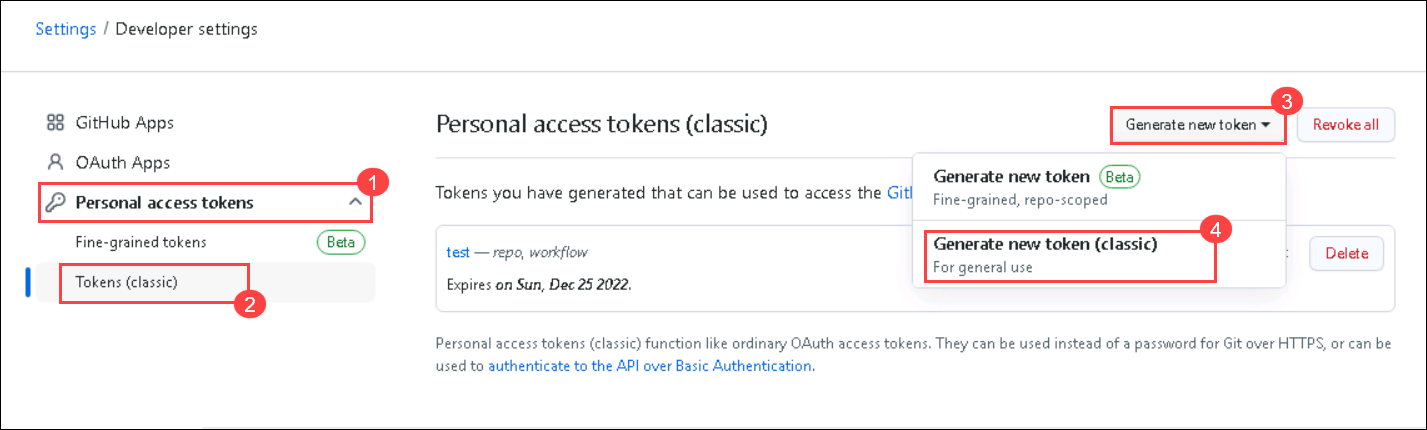 Settings / Developer settings
GitHub Apps
OAuth Apps
1
Personal access tokens
Fine-grained tokens Beta
Tokens (classic)
2
Personal access tokens (classic)
3
Generate new token
Revoke all
Generate new token Beta
Fine-grained, repo-scoped
4
Generate new token (classic)
For general use
Tokens you have generated that can be used to access the
test — repo, workflow
Delete
Expires on Sun, Dec 25 2022.
Personal access tokens (classic) function like ordinary OAuth access tokens. They can be used instead of a password for Git over HTTPS, or can be
used to authenticate to the API over Basic Authentication.